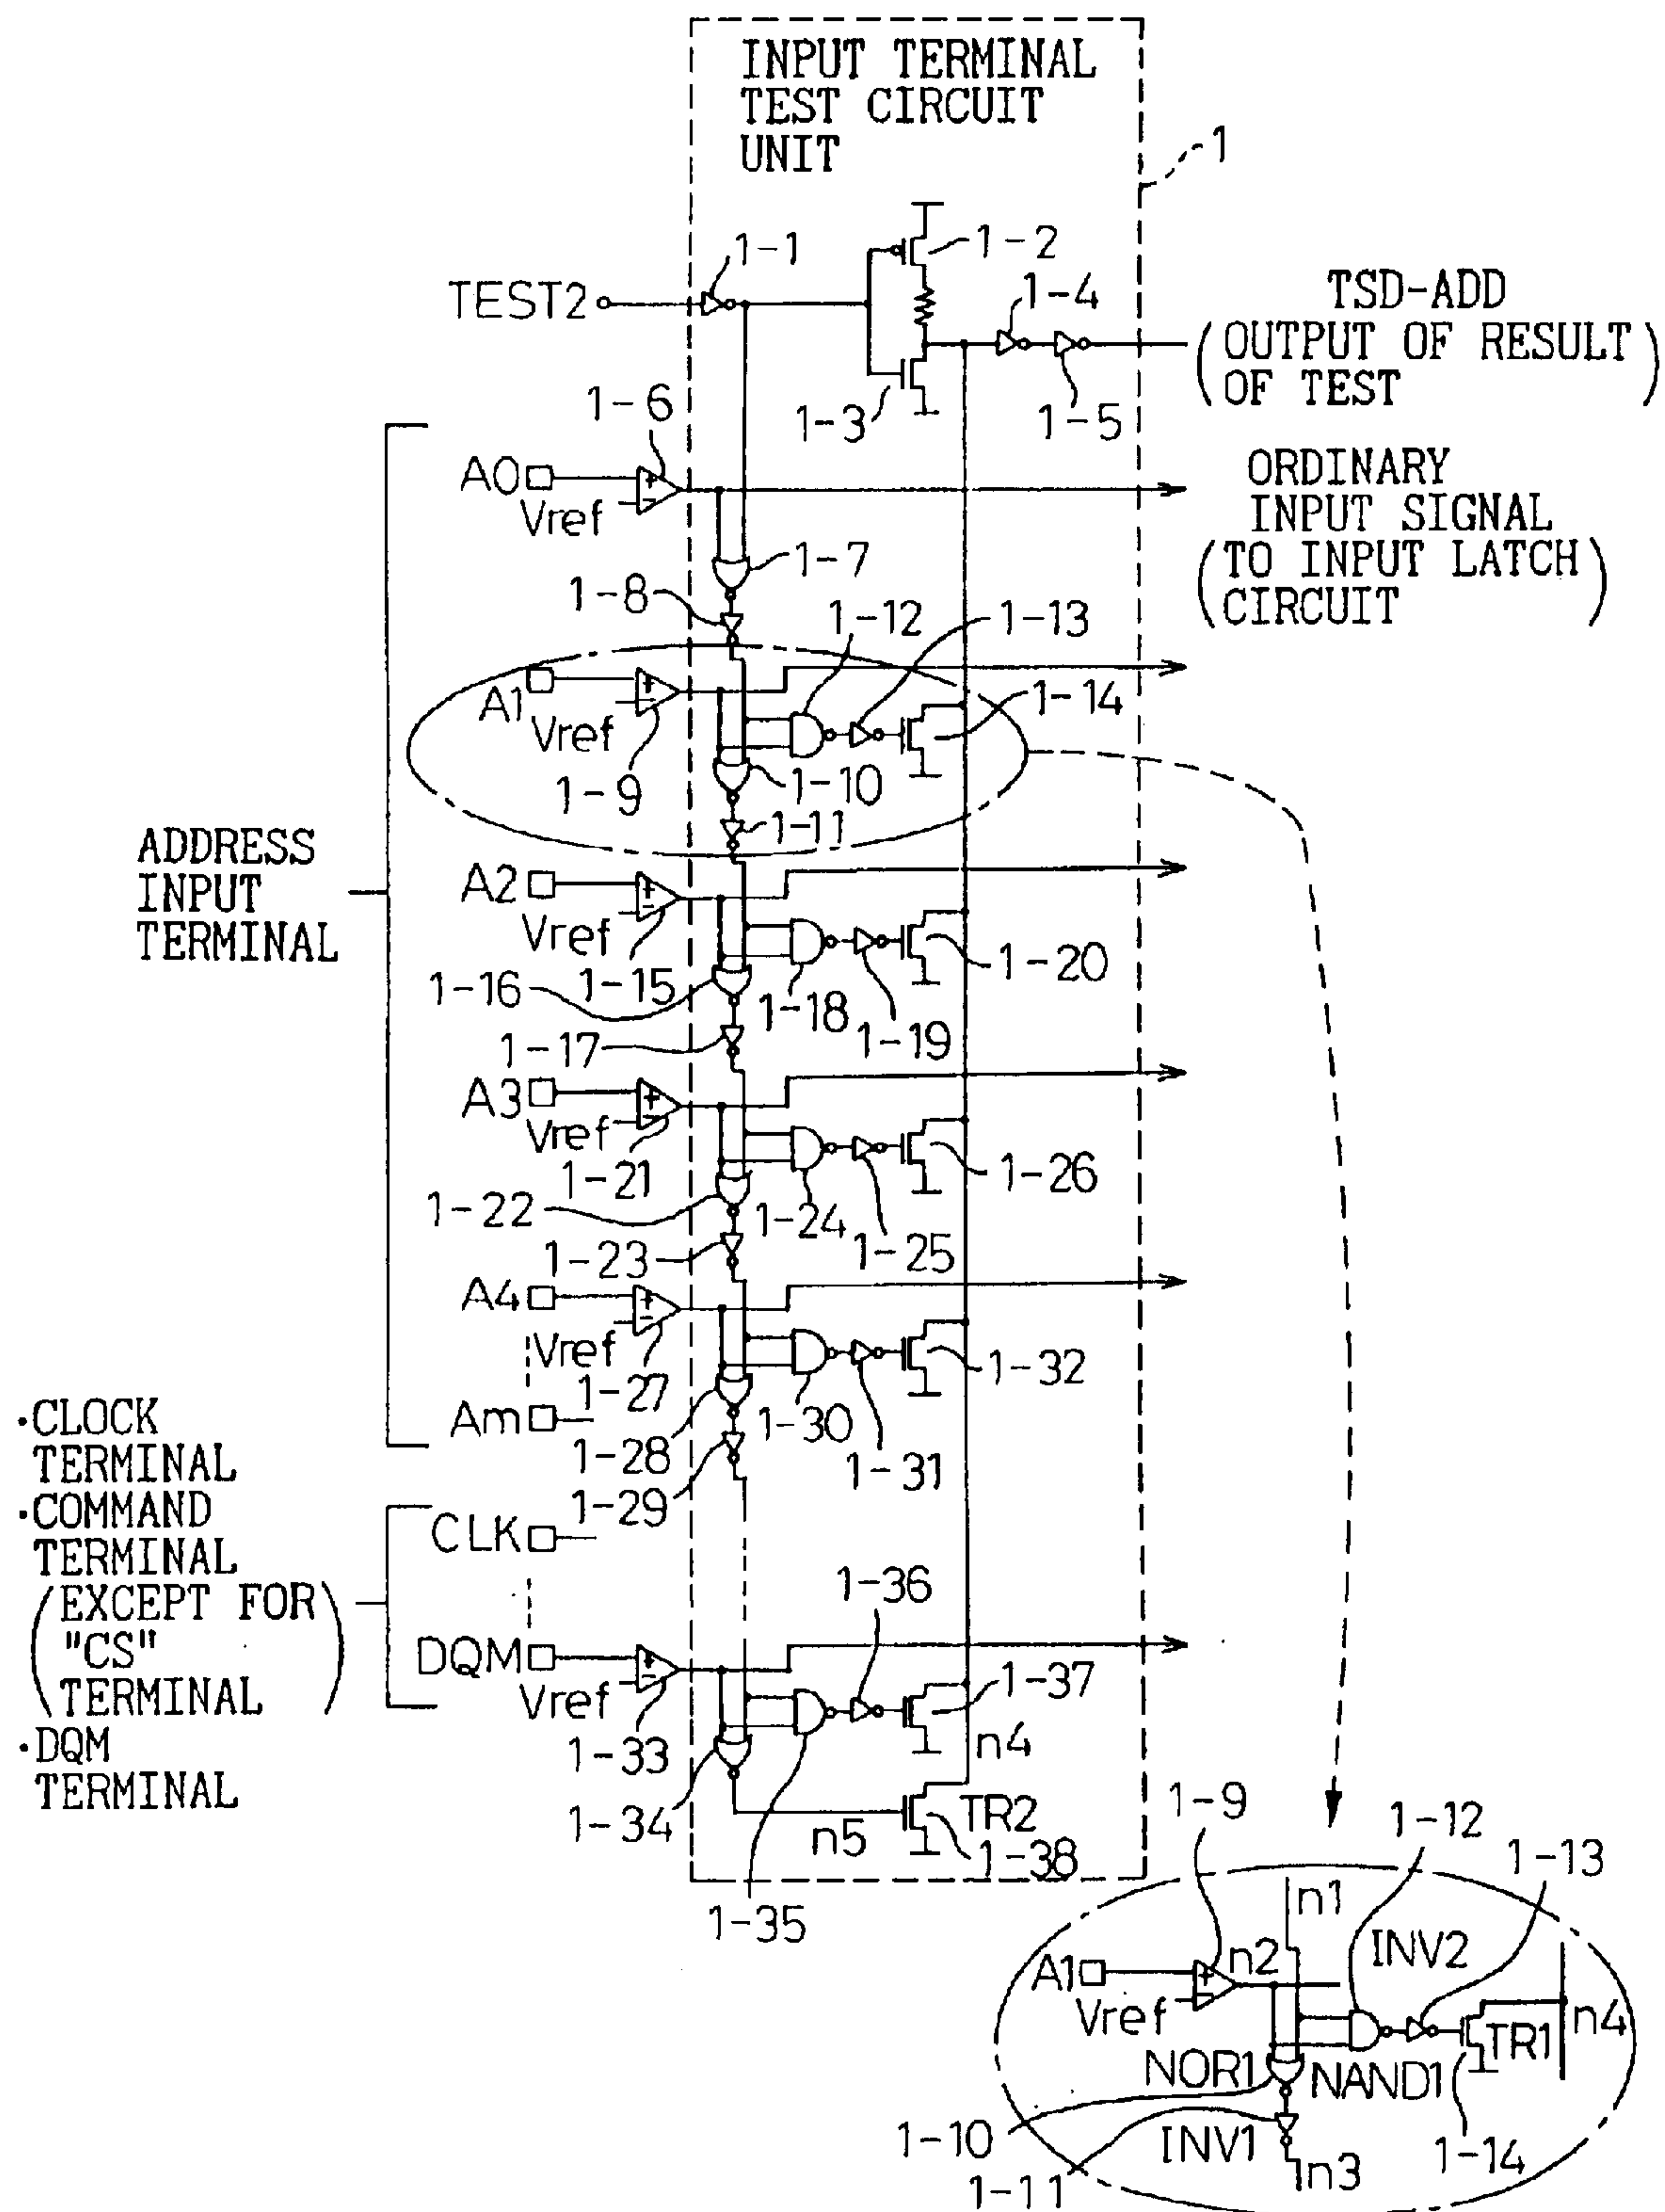 INPUT TERMINAL
TEST CIRCUIT
UNIT
1
1-1
1-2
TEST2
1-4
TSD-ADD
(OUTPUT OF RESULT
OF TEST)
1-3
1-5
1-6
A0
Vref
ORDINARY
INPUT SIGNAL
(TO INPUT LATCH
CIRCUIT)
1-7
1-8
1-12
1-13
A1
Vref
1-14
1-9
1-10
1-11
ADDRESS
INPUT
TERMINAL
A2
Vref
1-16
1-15
1-18
1-20
1-17
1-19
A3
Vref
1-21
1-26
1-22
1-24
1-23
1-25
A4
Vref
1-27
1-32
Am
1-28
1-30
1-31
1-29
·CLOCK
TERMINAL
·COMMAND
TERMINAL
(EXCEPT FOR
"CS"
TERMINAL)
·DQM
TERMINAL
CLK
1-36
DQM
Vref
1-37
1-33
n4
1-34
n5
TR2
1-38
1-35
1-9
1-12
1-13
n1
A1
n2
INV2
Vref
n4
TR1
NOR1
NAND1
1-10
INV1
1-14
1-11
n3